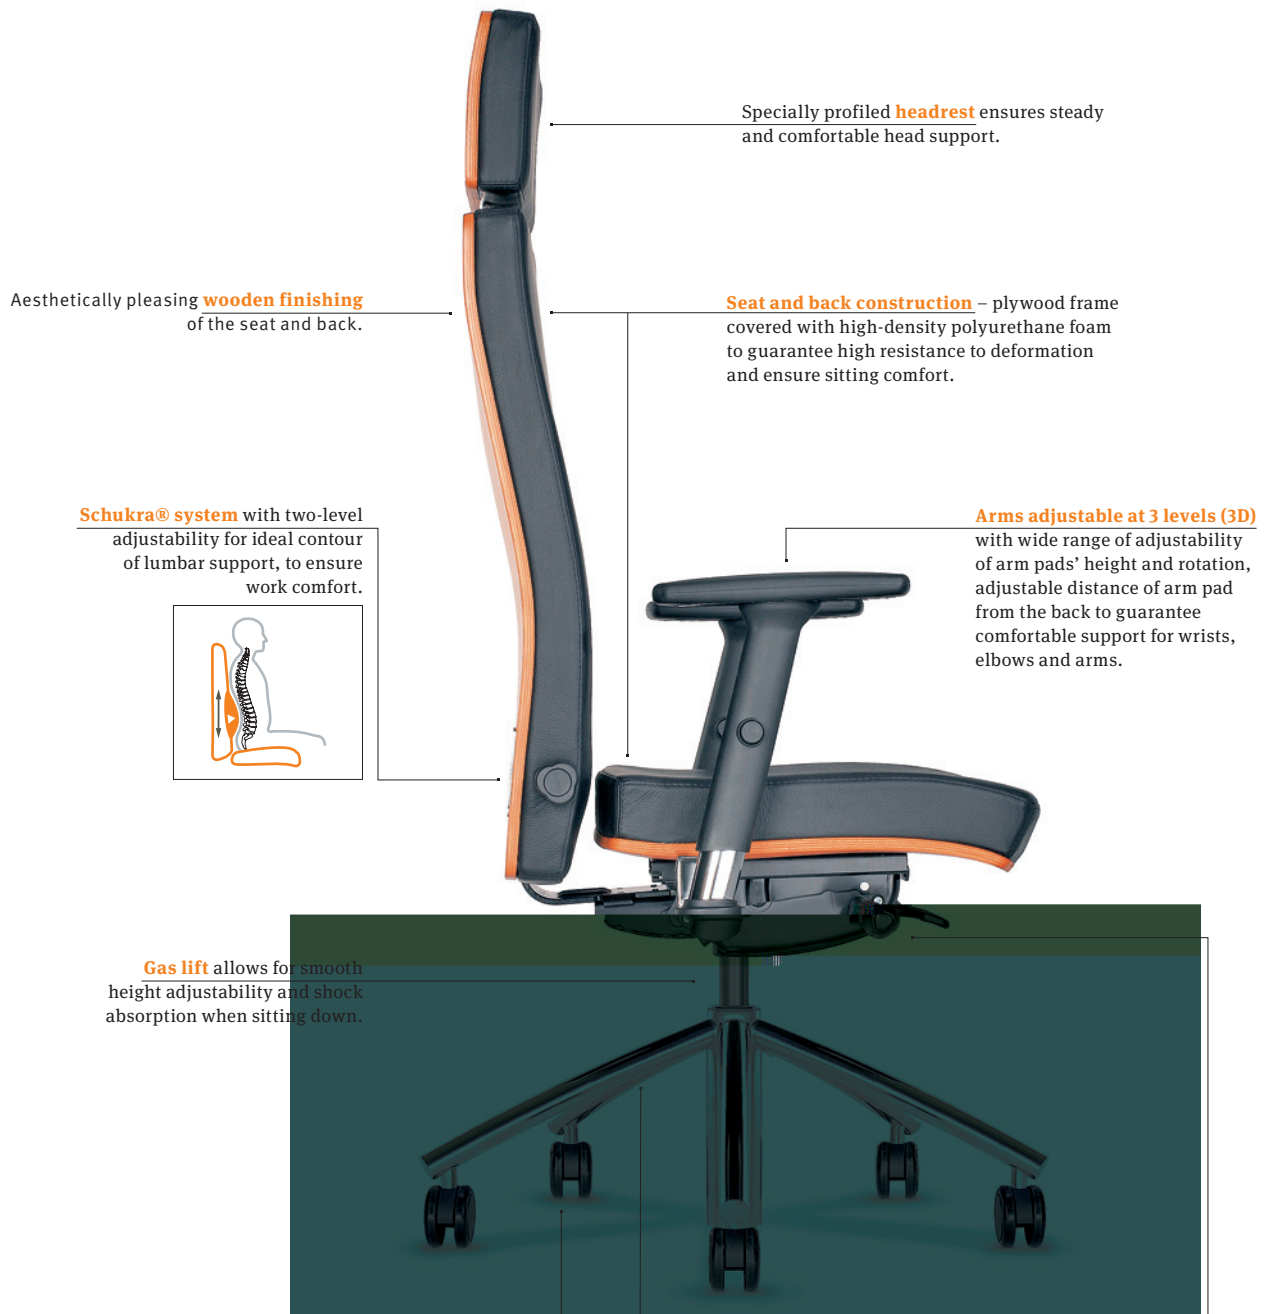 Specially profiled headrest ensures steady
and comfortable head support.
Aesthetically pleasing wooden finishing
of the seat and back.
Seat and back construction – plywood frame
covered with high-density polyurethane foam
to guarantee high resistance to deformation
and ensure sitting comfort.
Schukra® system with two-level
adjustability for ideal contour
of lumbar support, to ensure
work comfort.
Arms adjustable at 3 levels (3D)
with wide range of adjustability
of arm pads’ height and rotation,
adjustable distance of arm pad
from the back to guarantee
comfortable support for wrists,
elbows and arms.
Gas lift allows for smooth
height adjustability and shock
absorption when sitting down.